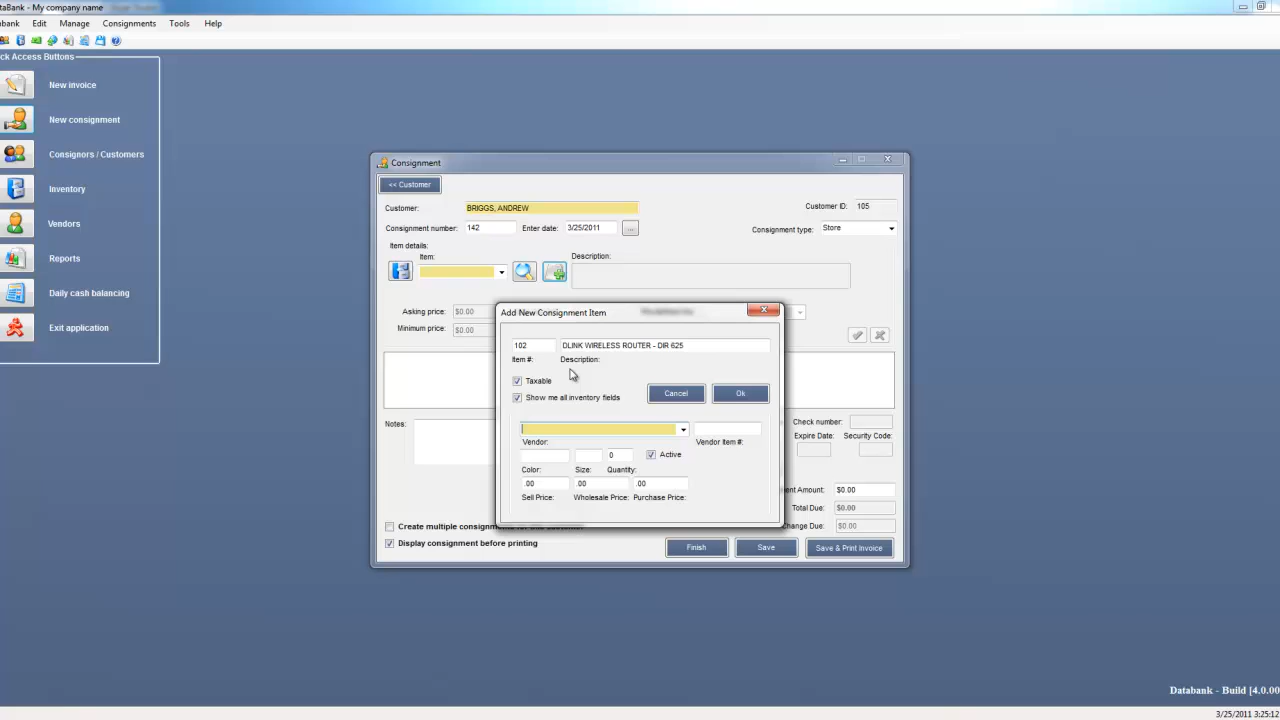 DataBank - My company name
abank Edit Manage Consignments Tools Help
ck Access Buttons
New invoice
New consignment
Consignors / Customers
Inventory
Vendors
Reports
Daily cash balancing
Exit application
Consignment
<< Customer
Customer: BRIGGS, ANDREW Customer ID: 105
Consignment number: 142 Enter date: 3/25/2011 ... Consignment type: Store
Item details:
Item: Description:
Asking price: $0.00
Minimum price: $0.00
Add New Consignment Item
102 DLINK WIRELESS ROUTER - DIR 625
Item #: Description:
Taxable
Show me all inventory fields
Cancel Ok
Vendor: Vendor Item #:
0 Active
Color: Size: Quantity:
.00 .00 .00
Sell Price: Wholesale Price: Purchase Price:
Notes:
Check number:
Expire Date: Security Code:
ent Amount: $0.00
Total Due: $0.00
hange Due: $0.00
Create multiple consignments for this customer
Display consignment before printing
Finish Save Save & Print Invoice
Databank - Build [4.0.00
3/25/2011 3:25:12